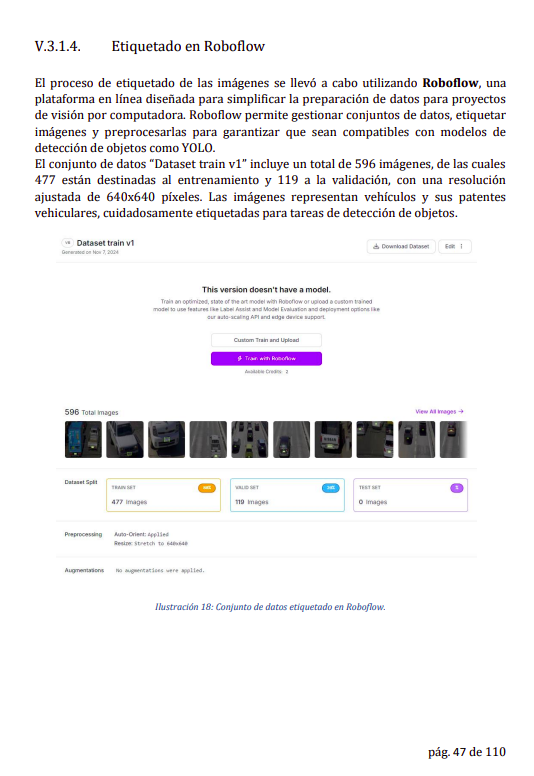 V.3.1.4. Etiquetado en Roboflow
El proceso de etiquetado de las imágenes se llevó a cabo utilizando Roboflow, una
plataforma en línea diseñada para simplificar la preparación de datos para proyectos
de visión por computadora. Roboflow permite gestionar conjuntos de datos, etiquetar
imágenes y preprocesarlas para garantizar que sean compatibles con modelos de
detección de objetos como YOLO.
El conjunto de datos “Dataset train v1” incluye un total de 596 imágenes, de las cuales
477 están destinadas al entrenamiento y 119 a la validación, con una resolución
ajustada de 640x640 píxeles. Las imágenes representan vehículos y sus patentes
vehiculares, cuidadosamente etiquetadas para tareas de detección de objetos.
Dataset train v1
Generated on Nov 7, 2024
Download Dataset
Edit
This version doesn't have a model.
Train an optimized, state of the art model with Roboflow or upload a custom trained
model to use features like Label Assist and Model Evaluation and deployment options like
our auto-scaling API and edge device support.
Custom Train and Upload
Train with Roboflow
Available Credits: 2
596 Total Images
View All Images →
Dataset Split
TRAIN SET
477 Images
VALID SET
119 Images
TEST SET
0 Images
Preprocessing
Auto-Orient: Applied
Resize: Stretch to 640x640
Augmentations
No augmentations were applied.
Ilustración 18: Conjunto de datos etiquetado en Roboflow.
pág. 47 de 110